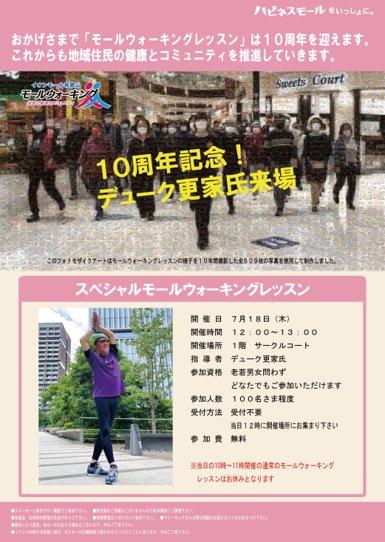 ハピネスモールをいっしょに。
おかげさまで「モールウォーキングレッスン」は１０周年を迎えます。
これからも地域住民の健康とコミュニティを推進していきます。
モールウォーキング
Sweets Court
１０周年記念！
デューク更家氏来場
このフォトモザイクアートはモールウォーキングレッスンの様子を１０年間撮影した全６０９枚の写真を使用して制作しました。
スペシャルモールウォーキングレッスン
開催日　７月１８日（木）
開催時間　１２：００～１３：００
開催場所　１階　サークルコート
指導者　デューク更家氏
参加資格　老若男女問わず
どなたでもご参加いただけます
参加人数　１００名さま程度
受付方法　受付不要
当日１２時に開催場所にお集まり下さい
参加費　無料
※当日の10時～11時開催の通常のモールウォーキング
レッスンはお休みとなります